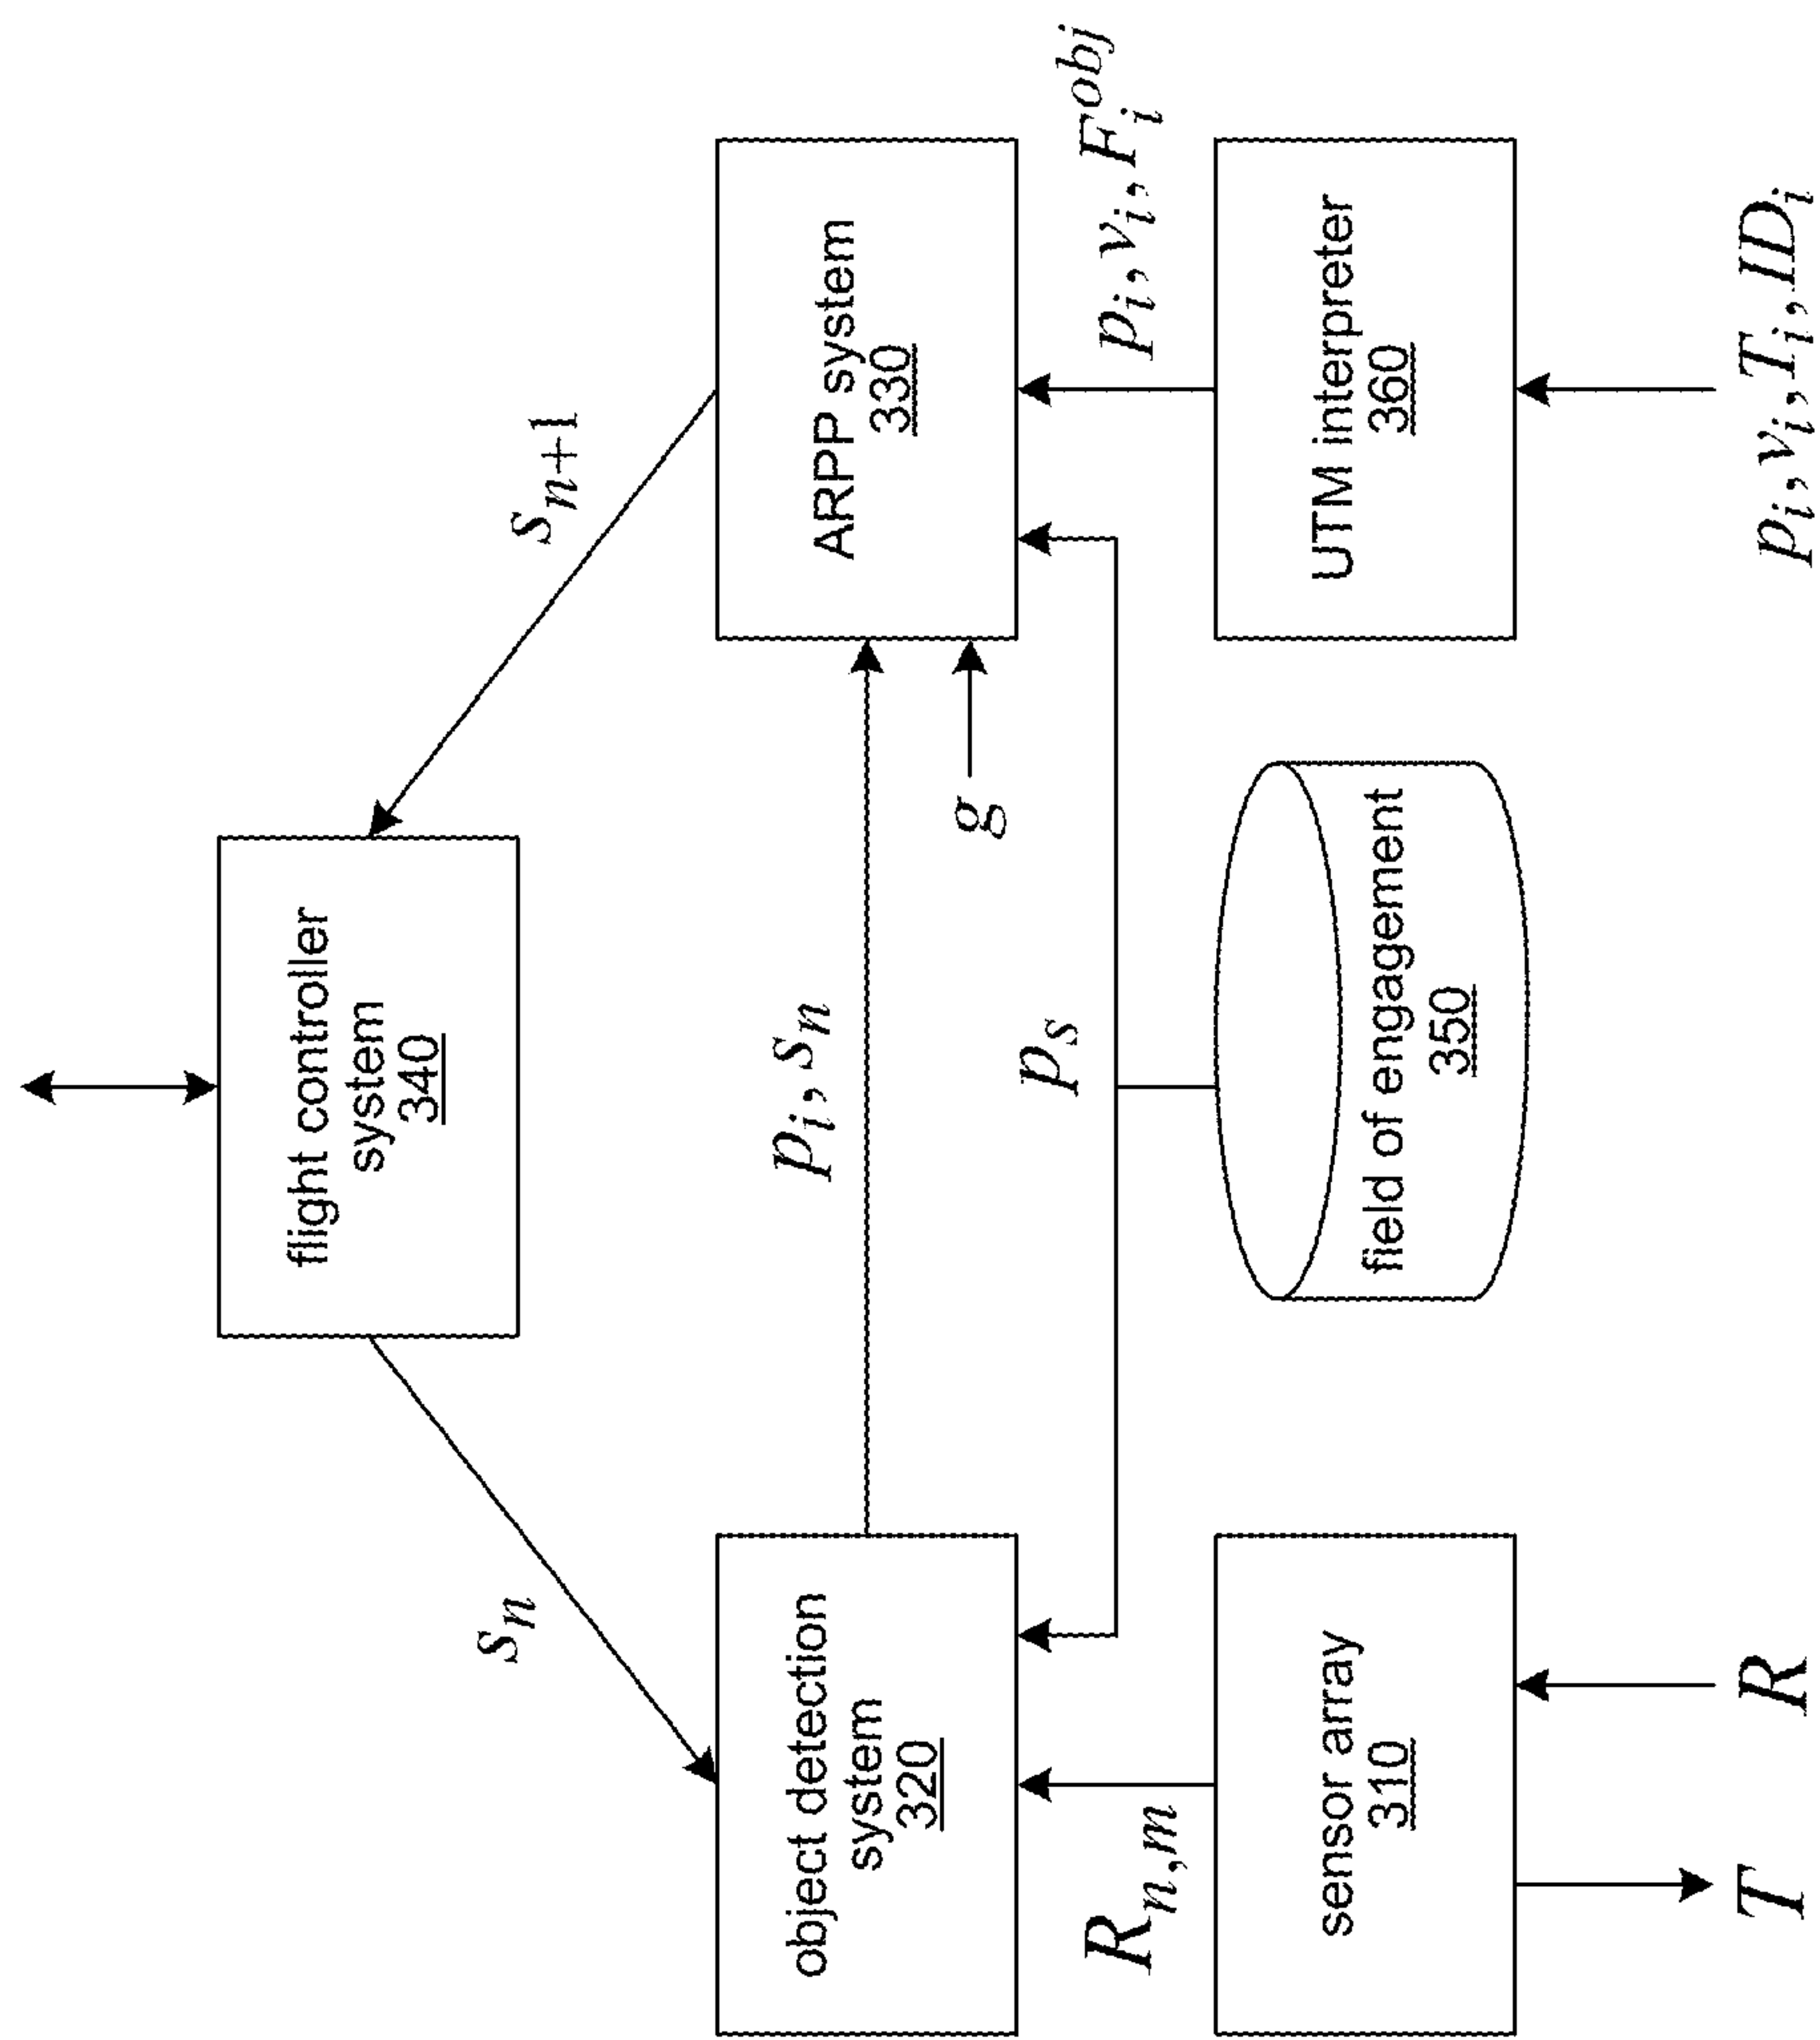 flight controller
system
340
s_n
s_{n+1}
p_i, s_n
object detection
system
320
ARPP system
330
g
p_s
R_{n,m}
p_i, v_i, F_i^{obj}
sensor array
310
field of engagement
350
UTM interpreter
360
T
R
p_i, v_i, T_i, ID_i